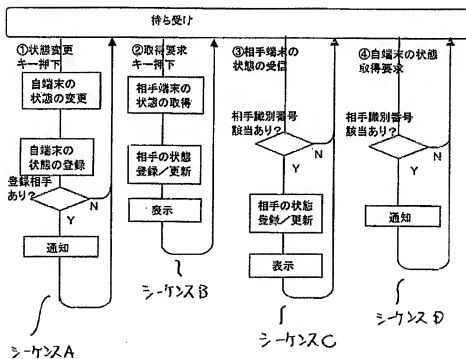 待ち受け
①状態変更
キー押下
自端末の
状態の変更
自端末の
状態の登録
登録相手
あり?
N
Y
通知
シーケンスA
②取得要求
キー押下
相手端末の
状態の取得
相手の状態
登録/更新
表示
シーケンスB
③相手端末の
状態の受信
相手識別番号
該当あり?
N
Y
相手の状態
登録/更新
表示
シーケンスC
④自端末の状態
取得要求
相手識別番号
該当あり?
N
Y
通知
シーケンスD